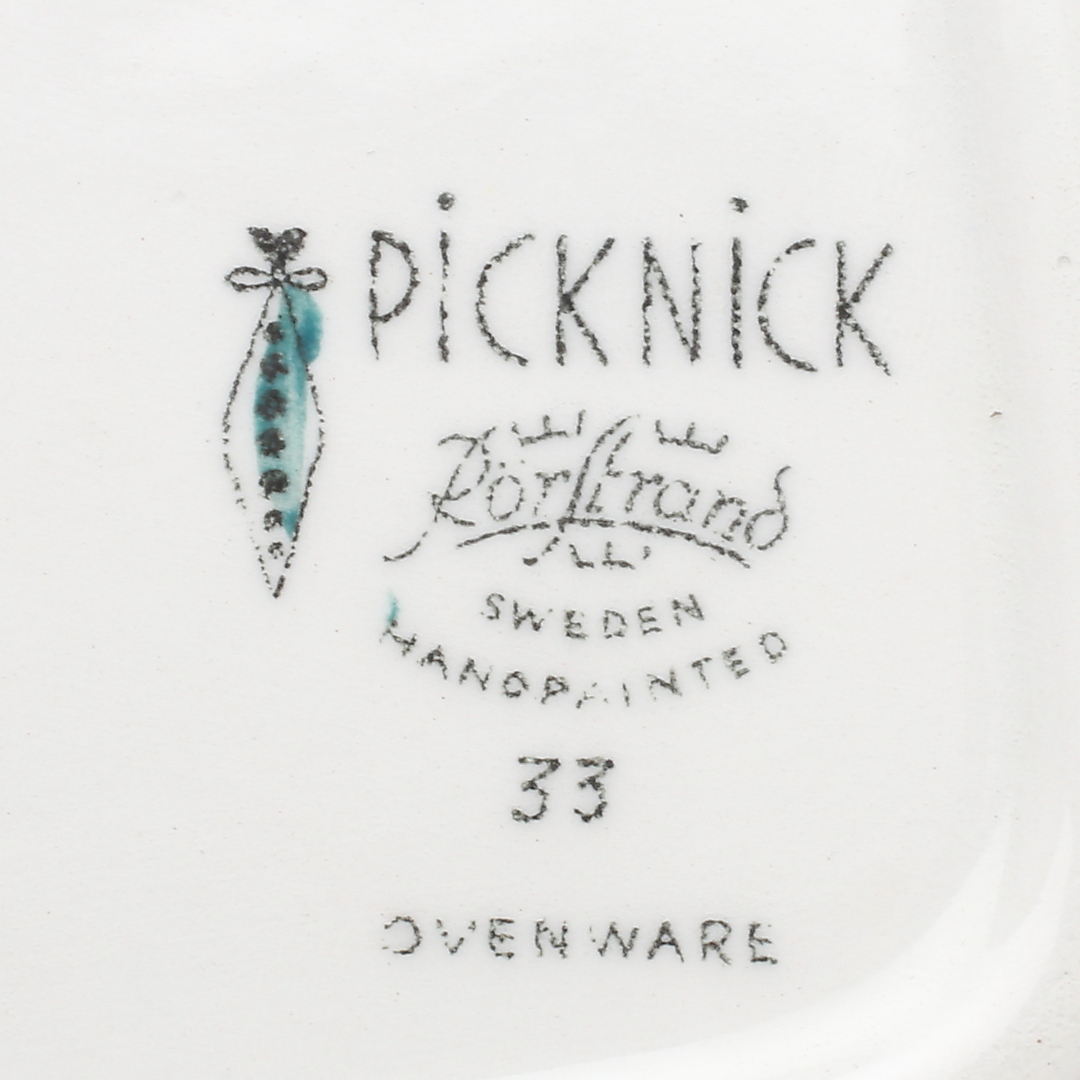 PiCKNiCK
Rörstrand
SWEDEN
HANDPAINTED
33
OVENWARE